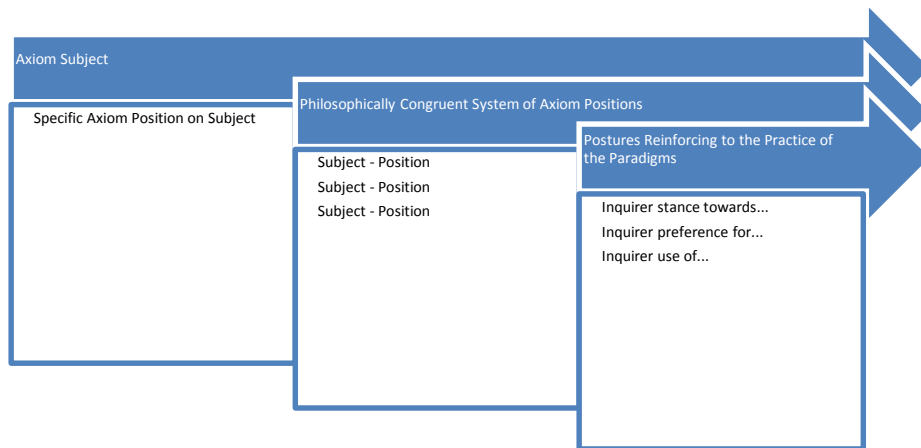 Axiom Subject
Specific Axiom Position on Subject
Philosophically Congruent System of Axiom Positions
Subject - Position
Subject - Position
Subject - Position
Postures Reinforcing to the Practice of
the Paradigms
Inquirer stance towards...
Inquirer preference for...
Inquirer use of...